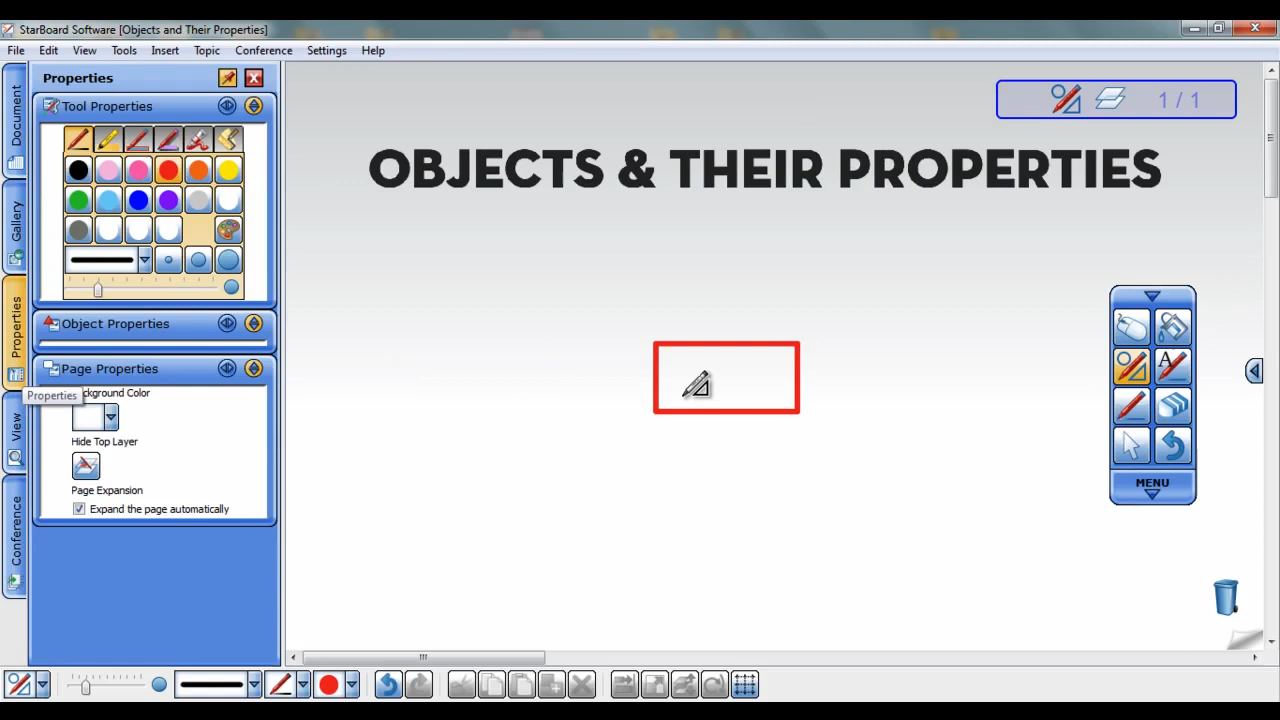 StarBoard Software [Objects and Their Properties]
File Edit View Tools Insert Topic Conference Settings Help
Document
Gallery
Properties
View
Conference
Properties
Tool Properties
Object Properties
Page Properties
Properties
ckground Color
Hide Top Layer
Page Expansion
Expand the page automatically
1 / 1
OBJECTS & THEIR PROPERTIES
A
MENU